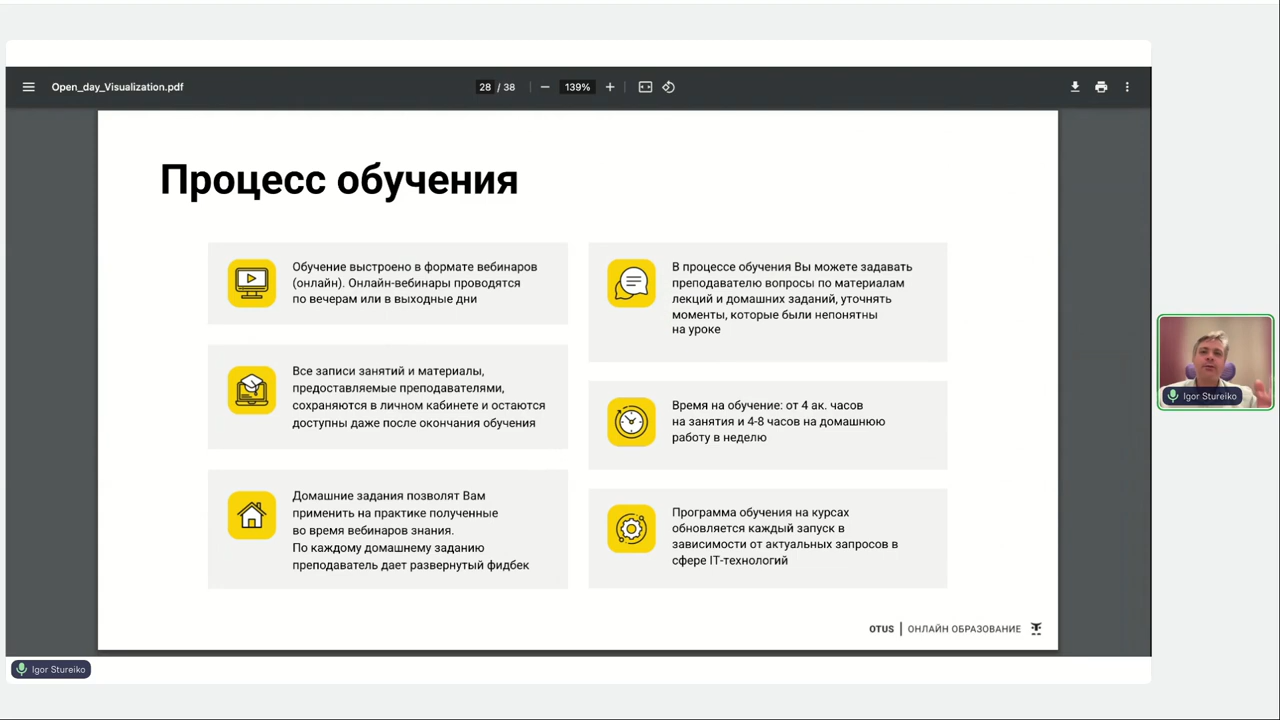 Open_day_Visualization.pdf
28 / 38
139%
Процесс обучения
Обучение выстроено в формате вебинаров
(онлайн). Онлайн-вебинары проводятся
по вечерам или в выходные дни
Все записи занятий и материалы,
предоставляемые преподавателями,
сохраняются в личном кабинете и остаются
доступны даже после окончания обучения
Домашние задания позволят Вам
применить на практике полученные
во время вебинаров знания.
По каждому домашнему заданию
преподаватель дает развернутый фидбек
В процессе обучения Вы можете задавать
преподавателю вопросы по материалам
лекций и домашних заданий, уточнять
моменты, которые были непонятны
на уроке
Время на обучение: от 4 ак. часов
на занятия и 4-8 часов на домашнюю
работу в неделю
Программа обучения на курсах
обновляется каждый запуск в
зависимости от актуальных запросов в
сфере IT-технологий
OTUS | ОНЛАЙН ОБРАЗОВАНИЕ
Igor Stureiko
Igor Stureiko